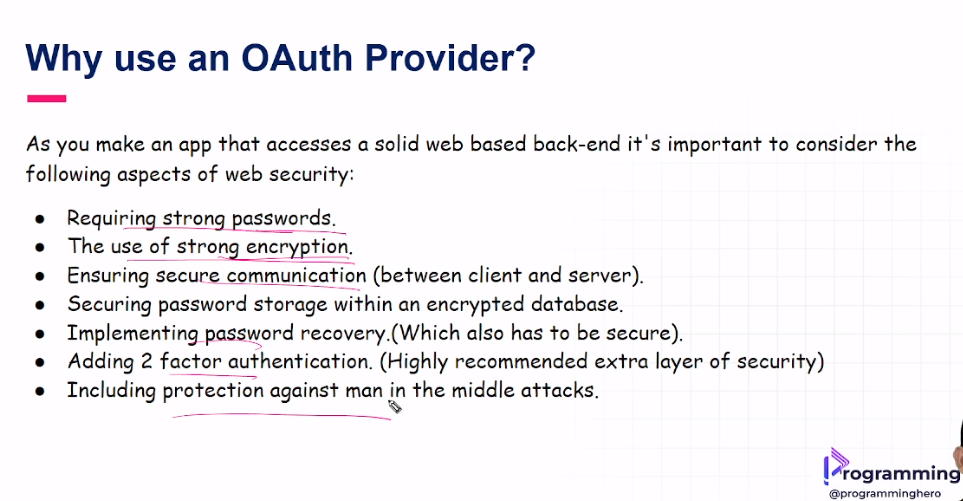 Why use an OAuth Provider?
As you make an app that accesses a solid web based back-end it's important to consider the
following aspects of web security:
● Requiring strong passwords.
● The use of strong encryption.
● Ensuring secure communication (between client and server).
● Securing password storage within an encrypted database.
● Implementing password recovery.(Which also has to be secure).
● Adding 2 factor authentication. (Highly recommended extra layer of security)
● Including protection against man in the middle attacks.
Programming
@programminghero